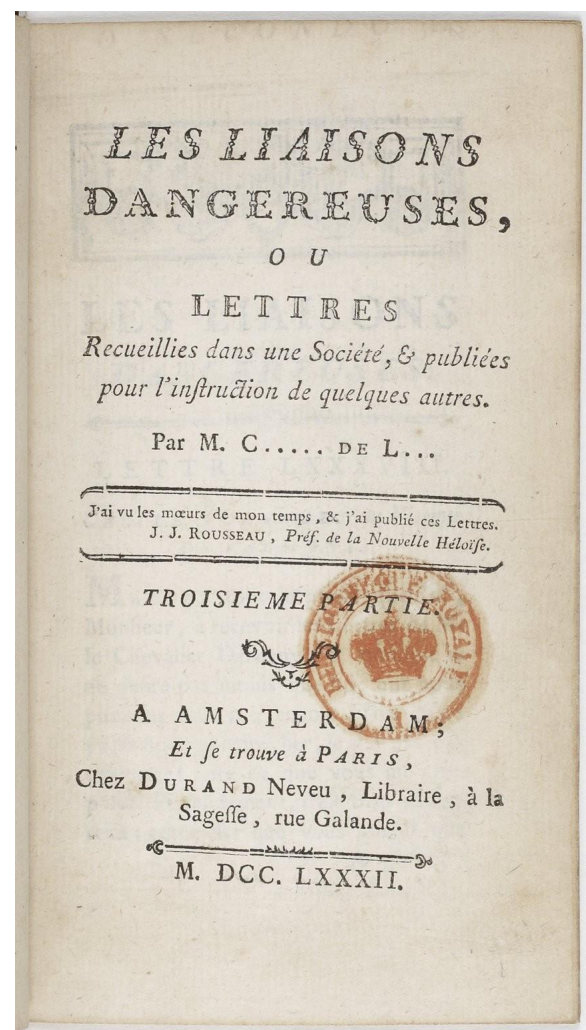 LES LIAISONS
DANGEREUSES,
O U
LETTRES
Recueillies dans une Société, & publiées
pour l'inſtruction de quelques autres.
Par M. C..... DE L...
J'ai vu les mœurs de mon temps, & j'ai publié ces Lettres.
J. J. ROUSSEAU, Préf. de la Nouvelle Héloïſe.
TROISIEME PARTIE.
BIBLIOTHEQUE ROYALE
A AMSTERDAM;
Et ſe trouve à PARIS,
Chez DURAND Neveu, Libraire, à la
Sageſſe, rue Galande.
M. DCC. LXXXII.